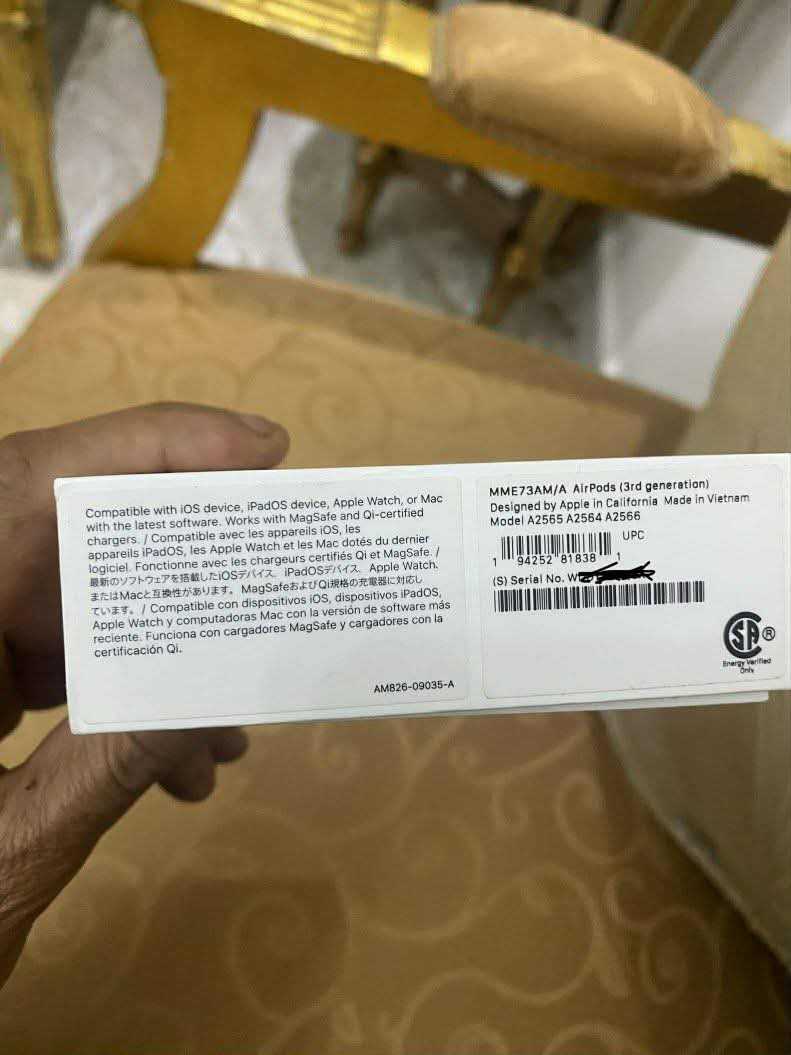 Compatible with iOS device, iPadOS device, Apple Watch, or Mac
with the latest software. Works with MagSafe and Qi-certified
chargers. / Compatible avec les appareils iOS, les
appareils iPadOS, les Apple Watch et les Mac dotés du dernier
logiciel. Fonctionne avec les chargeurs certifiés Qi et MagSafe. /
最新のソフトウェアを搭載したiOSデバイス、iPadOSデバイス、Apple Watch、
またはMacと互換性があります。MagSafeおよびQi規格の充電器に対応し
ています。 / Compatible con dispositivos iOS, dispositivos iPadOS,
Apple Watch y computadoras Mac con la versión de software más
reciente. Funciona con cargadores MagSafe y cargadores con la
certificación Qi.
AM826-09035-A
MME73AM/A AirPods (3rd generation)
Designed by Apple in California Made in Vietnam
Model A2565 A2564 A2566
UPC
1 94252 81838 1
(S) Serial No. W
SA ®
Energy Verified
Only